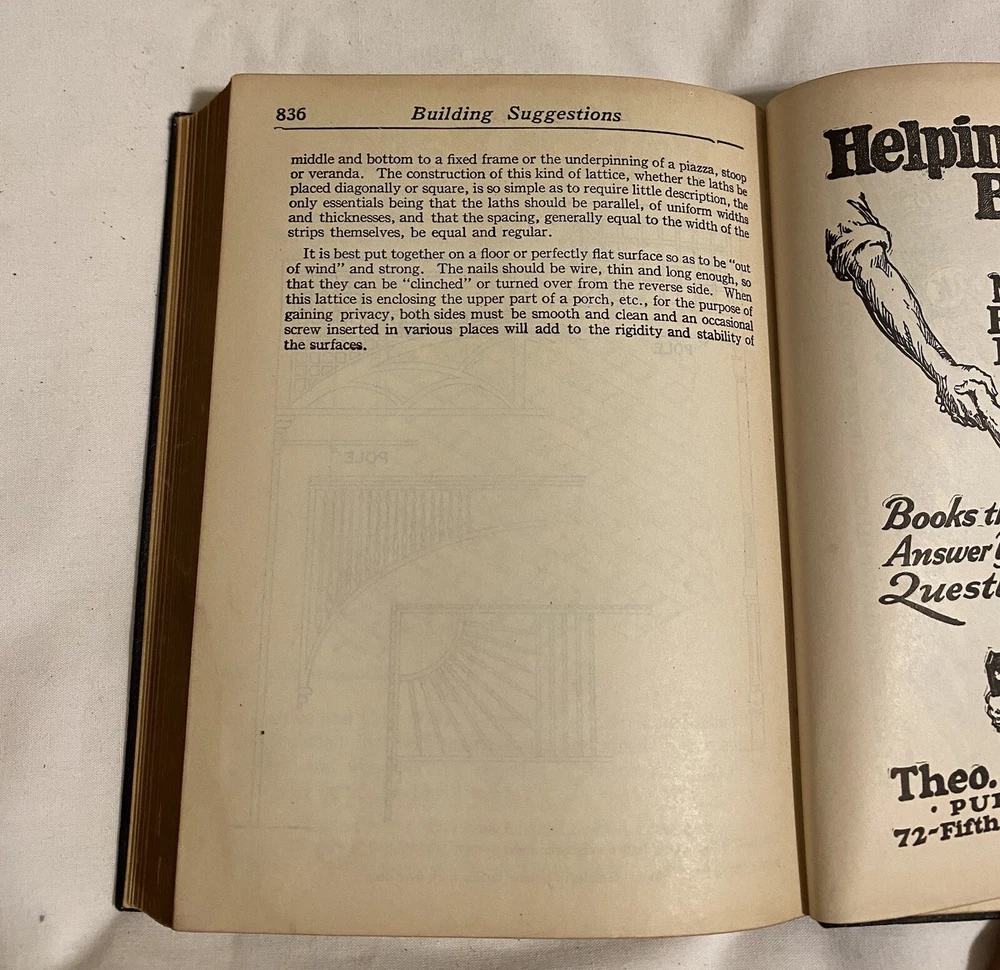 836 Building Suggestions
middle and bottom to a fixed frame or the underpinning of a piazza, stoop
or veranda. The construction of this kind of lattice, whether the laths be
placed diagonally or square, is so simple as to require little description, the
only essentials being that the laths should be parallel, of uniform widths
and thicknesses, and that the spacing, generally equal to the width of the
strips themselves, be equal and regular.
It is best put together on a floor or perfectly flat surface so as to be "out
of wind" and strong. The nails should be wire, thin and long enough, so
that they can be "clinched" or turned over from the reverse side. When
this lattice is enclosing the upper part of a porch, etc., for the purpose of
gaining privacy, both sides must be smooth and clean and an occasional
screw inserted in various places will add to the rigidity and stability of
the surfaces.
POLE
POLE
Helpin
Books th
Answer
Questi
Theo.
· PU
72-Fifth